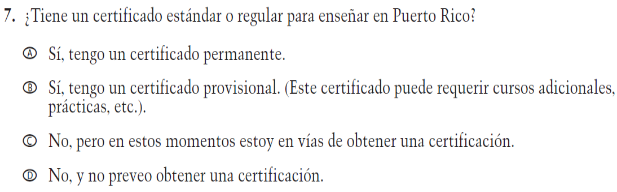 7. ¿Tiene un certificado estándar o regular para enseñar en Puerto Rico?
Ⓐ Sí, tengo un certificado permanente.
Ⓑ Sí, tengo un certificado provisional. (Este certificado puede requerir cursos adicionales,
prácticas, etc.).
Ⓒ No, pero en estos momentos estoy en vías de obtener una certificación.
Ⓓ No, y no preveo obtener una certificación.